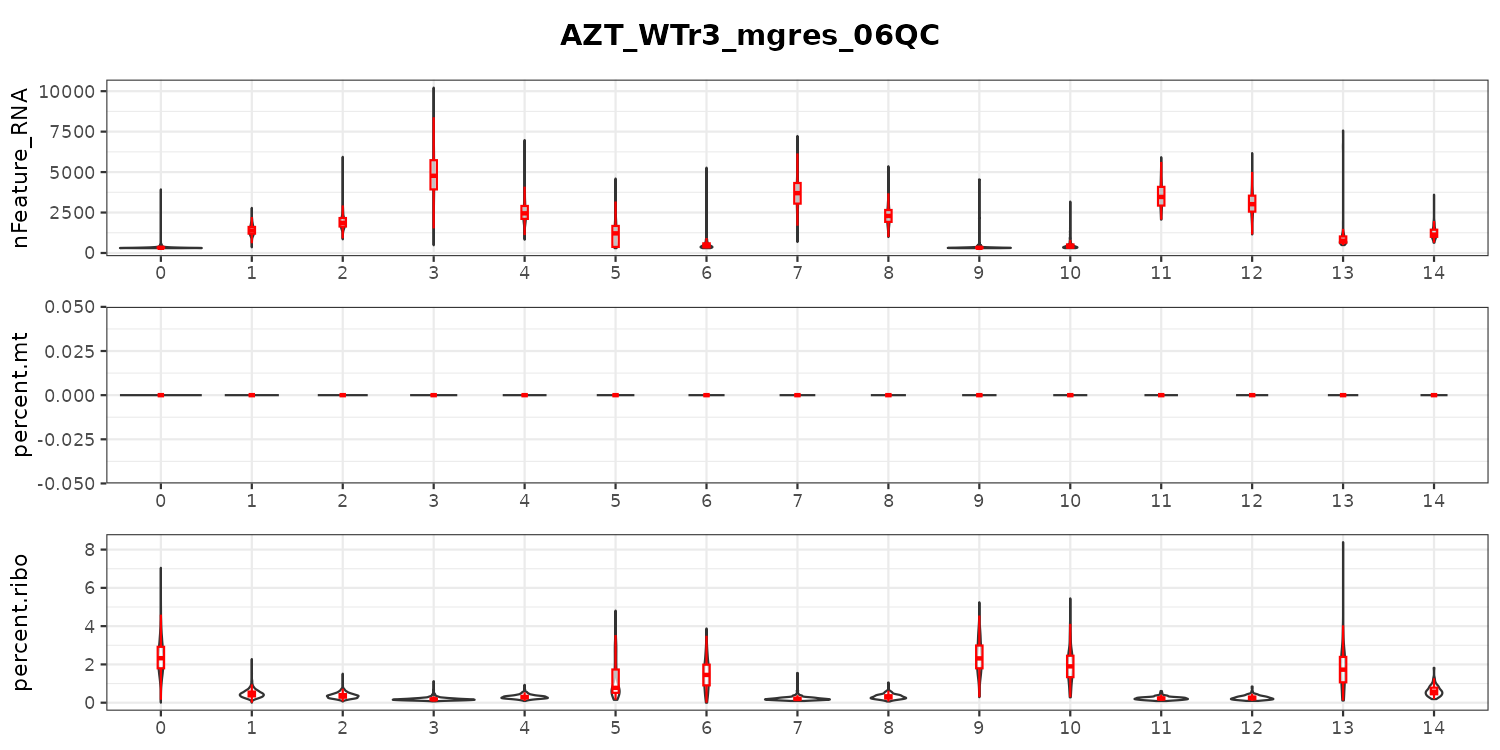 AZT_WTr3_mgres_06QC
nFeature_RNA
10000
7500
5000
2500
0
0 1 2 3 4 5 6 7 8 9 10 11 12 13 14
percent.mt
0.050
0.025
0.000
-0.025
-0.050
0 1 2 3 4 5 6 7 8 9 10 11 12 13 14
percent.ribo
8
6
4
2
0
0 1 2 3 4 5 6 7 8 9 10 11 12 13 14